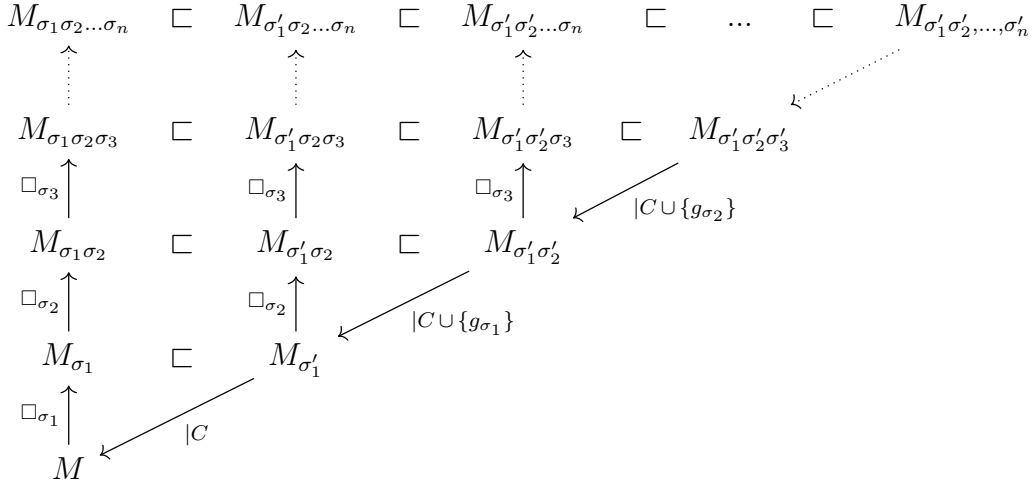 M_{σ₁σ₂...σₙ} ⊏ M_{σ′₁σ₂...σₙ} ⊏ M_{σ′₁σ′₂...σₙ} ⊏ ... ⊏ M_{σ′₁σ′₂,...,σ′ₙ}
M_{σ₁σ₂σ₃} ⊏ M_{σ′₁σ₂σ₃} ⊏ M_{σ′₁σ′₂σ₃} ⊏ M_{σ′₁σ′₂σ′₃}
□_{σ₃} □_{σ₃} □_{σ₃} |C ∪ {g_{σ₂}}
M_{σ₁σ₂} ⊏ M_{σ′₁σ₂} ⊏ M_{σ′₁σ′₂}
□_{σ₂} □_{σ₂} |C ∪ {g_{σ₁}}
M_{σ₁} ⊏ M_{σ′₁}
□_{σ₁} |C
M